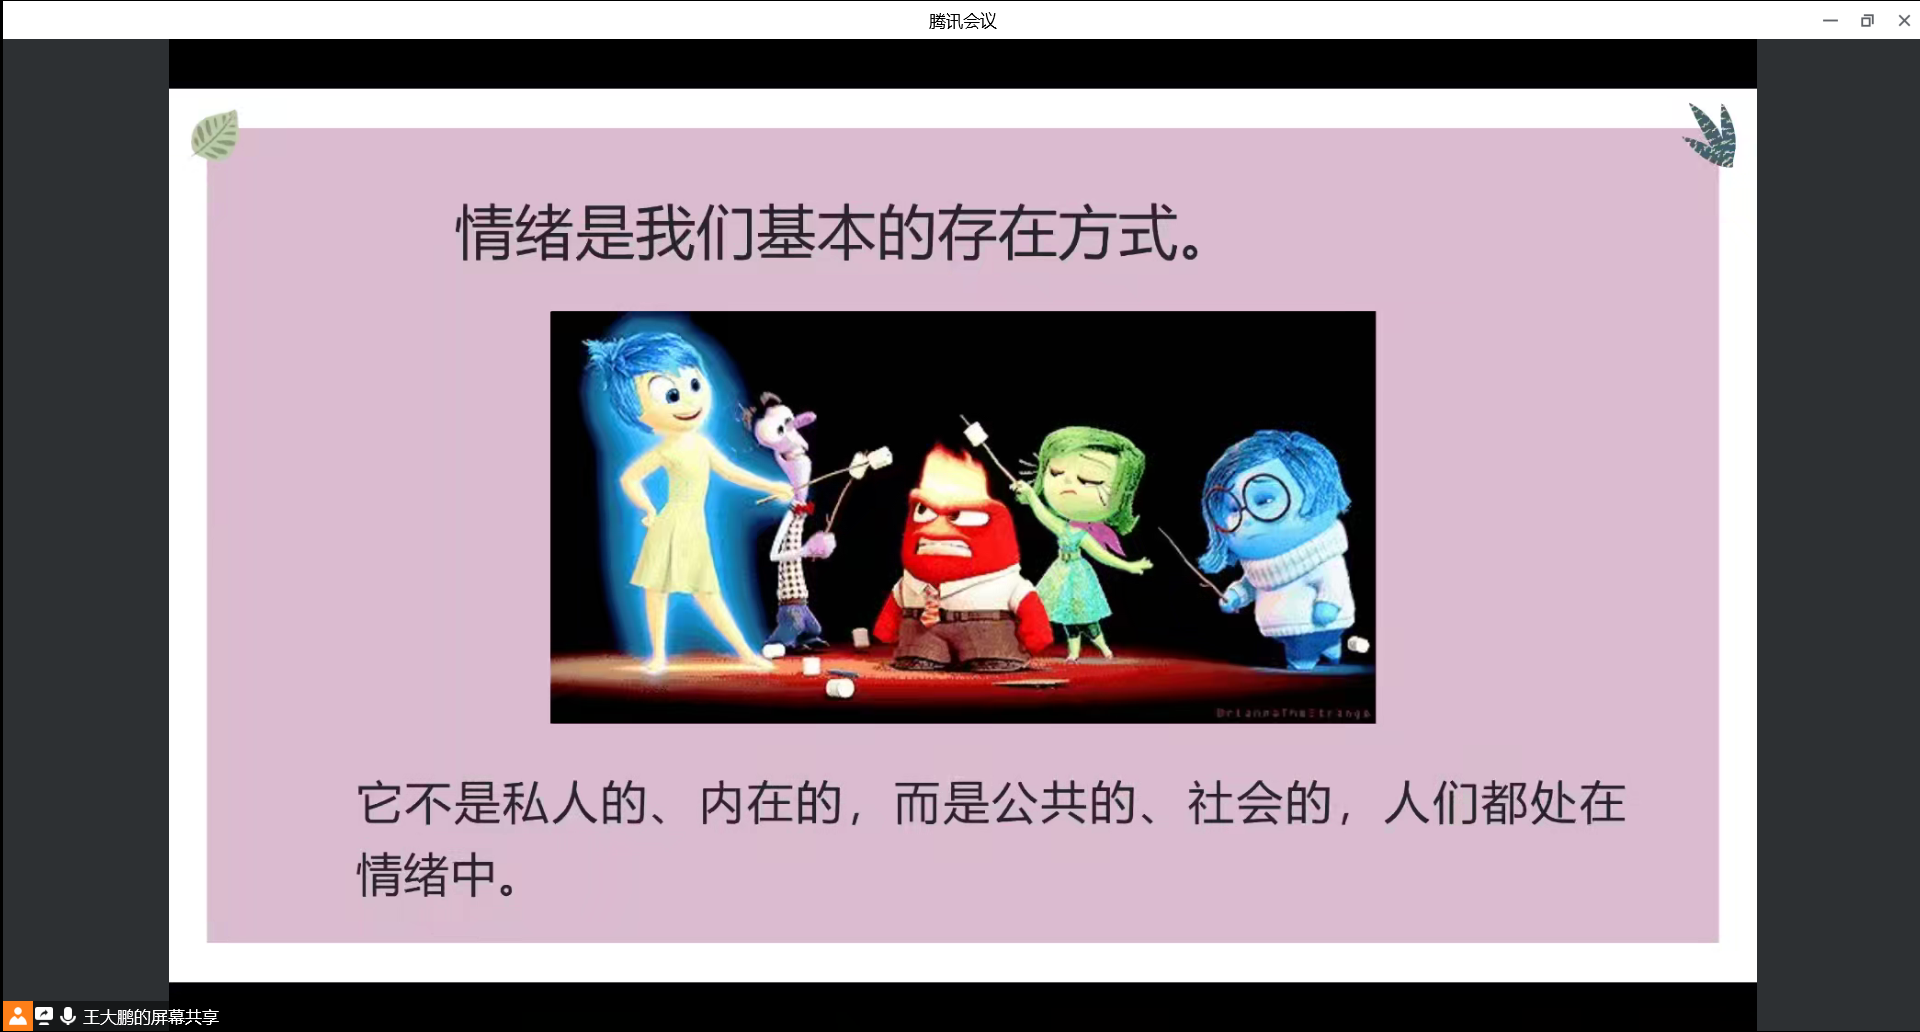 腾讯会议
情绪是我们基本的存在方式。
BriannaTheStrange
它不是私人的、内在的，而是公共的、社会的，人们都处在
情绪中。
王大鹏的屏幕共享